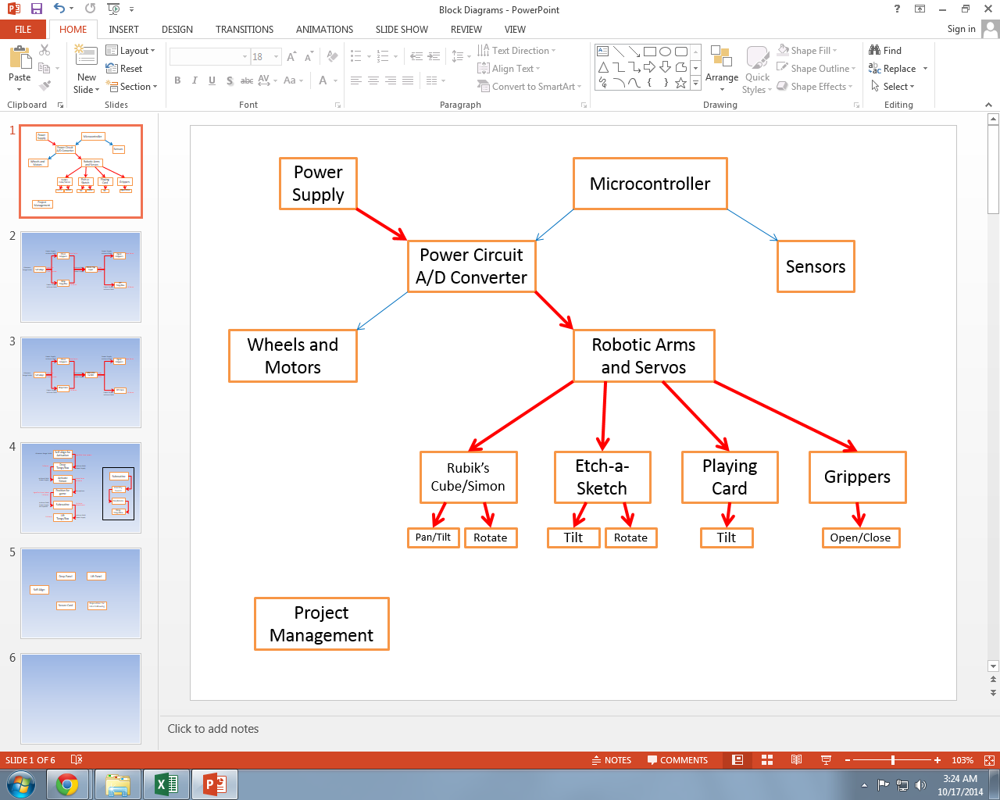 Block Diagrams - PowerPoint
FILE
HOME
INSERT
DESIGN
TRANSITIONS
ANIMATIONS
SLIDE SHOW
REVIEW
VIEW
Sign in
Paste
Clipboard
New
Slide
Layout
Reset
Section
Slides
18
B I U S abc AV Aa A
Font
Text Direction
Align Text
Convert to SmartArt
Paragraph
Arrange
Quick
Styles
Shape Fill
Shape Outline
Shape Effects
Drawing
Find
Replace
Select
Editing
1
2
3
4
5
6
Power
Supply
Microcontroller
Power Circuit
A/D Converter
Sensors
Wheels and
Motors
Robotic Arms
and Servos
Rubik's
Cube/Simon
Etch-a-
Sketch
Playing
Card
Grippers
Pan/Tilt
Rotate
Tilt
Rotate
Tilt
Open/Close
Project
Management
Click to add notes
SLIDE 1 OF 6
NOTES
COMMENTS
103%
3:24 AM
10/17/2014